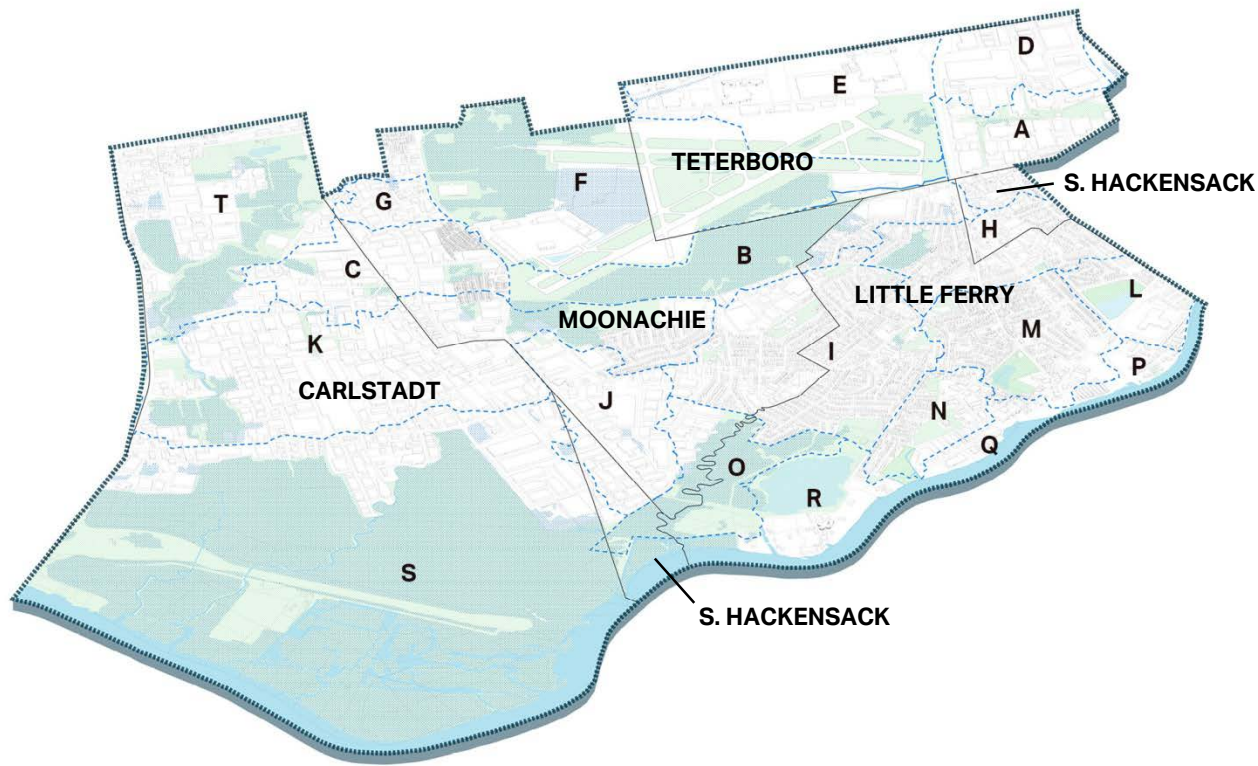 D
E
A
TETERBORO
S. HACKENSACK
F
T
G
H
B
C
L
LITTLE FERRY
MOONACHIE
M
K
I
P
CARLSTADT
J
N
Q
O
R
S
S. HACKENSACK